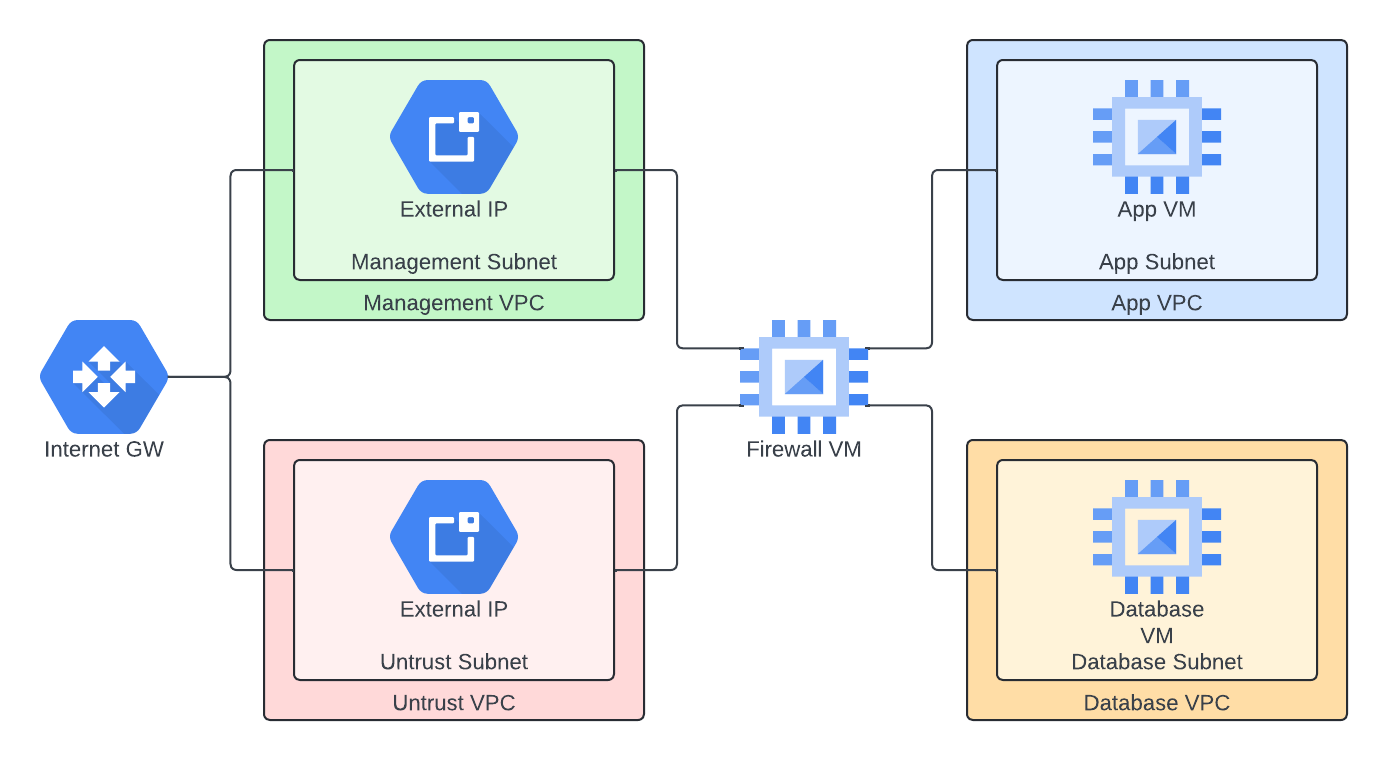 External IP
Management Subnet
Management VPC
App VM
App Subnet
App VPC
Internet GW
Firewall VM
External IP
Untrust Subnet
Untrust VPC
Database
VM
Database Subnet
Database VPC